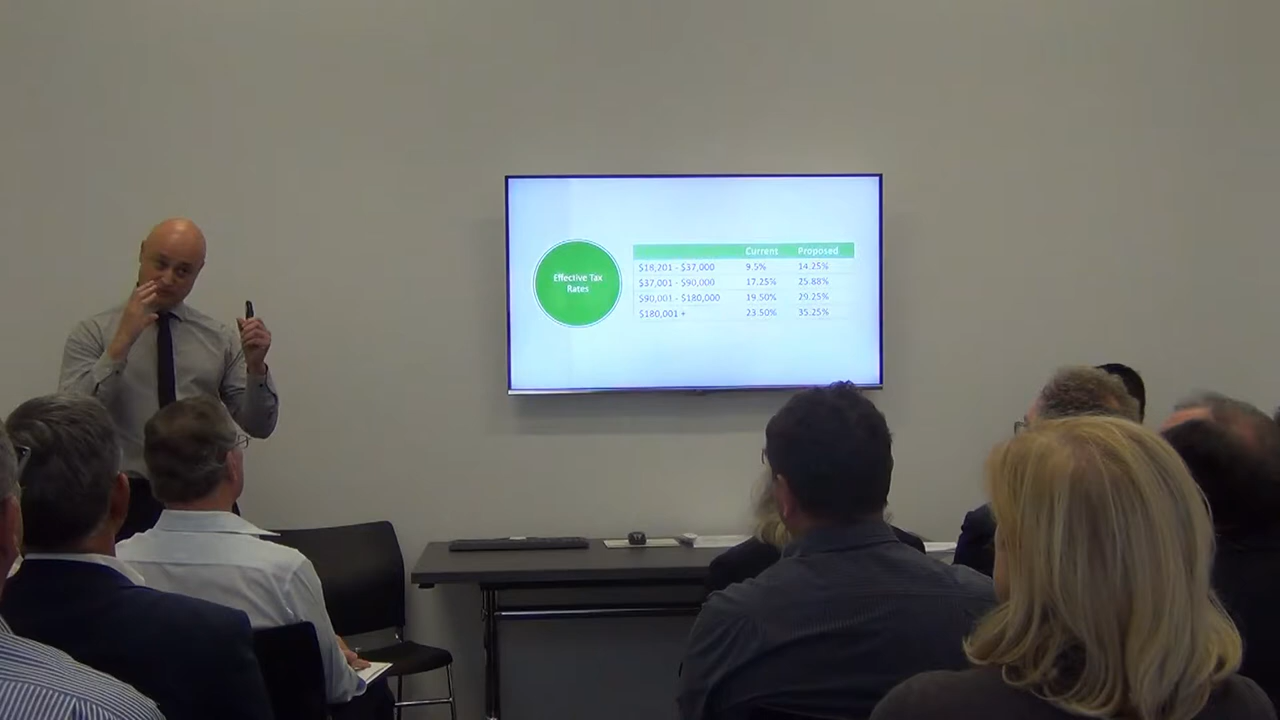 Effective Tax
Rates
Current Proposed
$18,201 - $37,000 9.5% 14.25%
$37,001 - $90,000 17.25% 25.88%
$90,001 - $180,000 19.50% 29.25%
$180,001 + 23.50% 35.25%